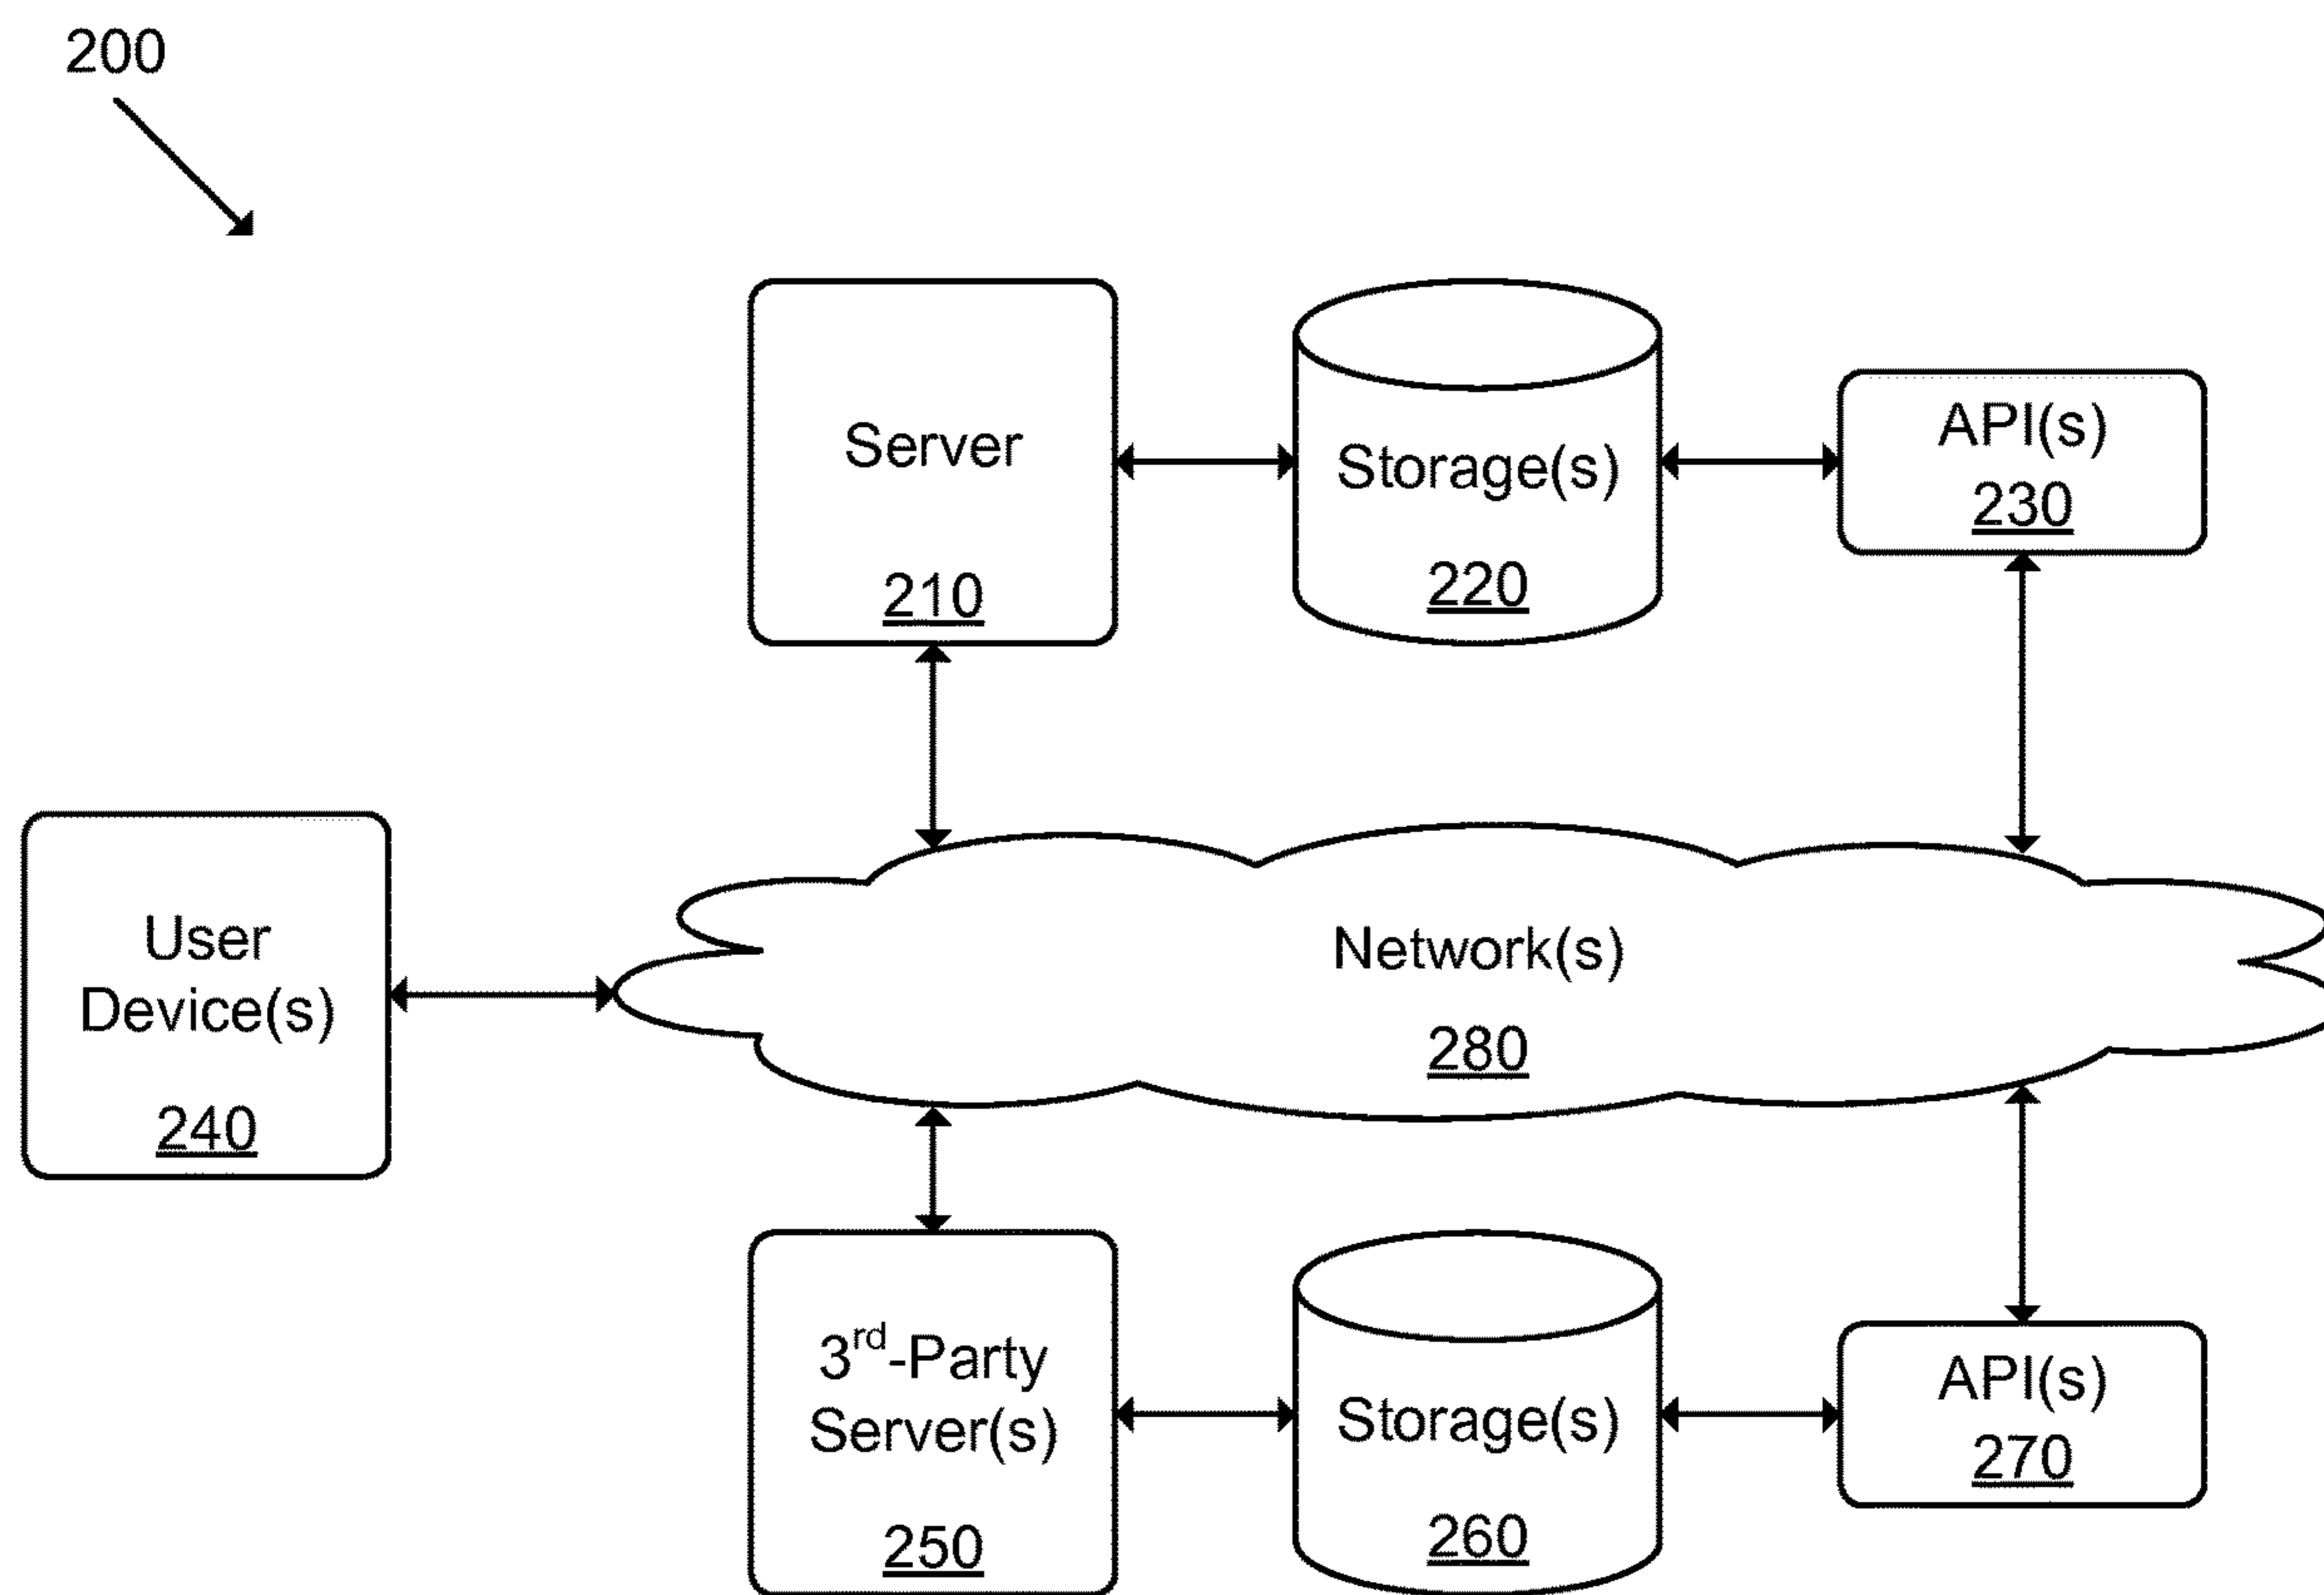 200
Server
210
Storage(s)
220
API(s)
230
User
Device(s)
240
Network(s)
280
3rd-Party
Server(s)
250
Storage(s)
260
API(s)
270